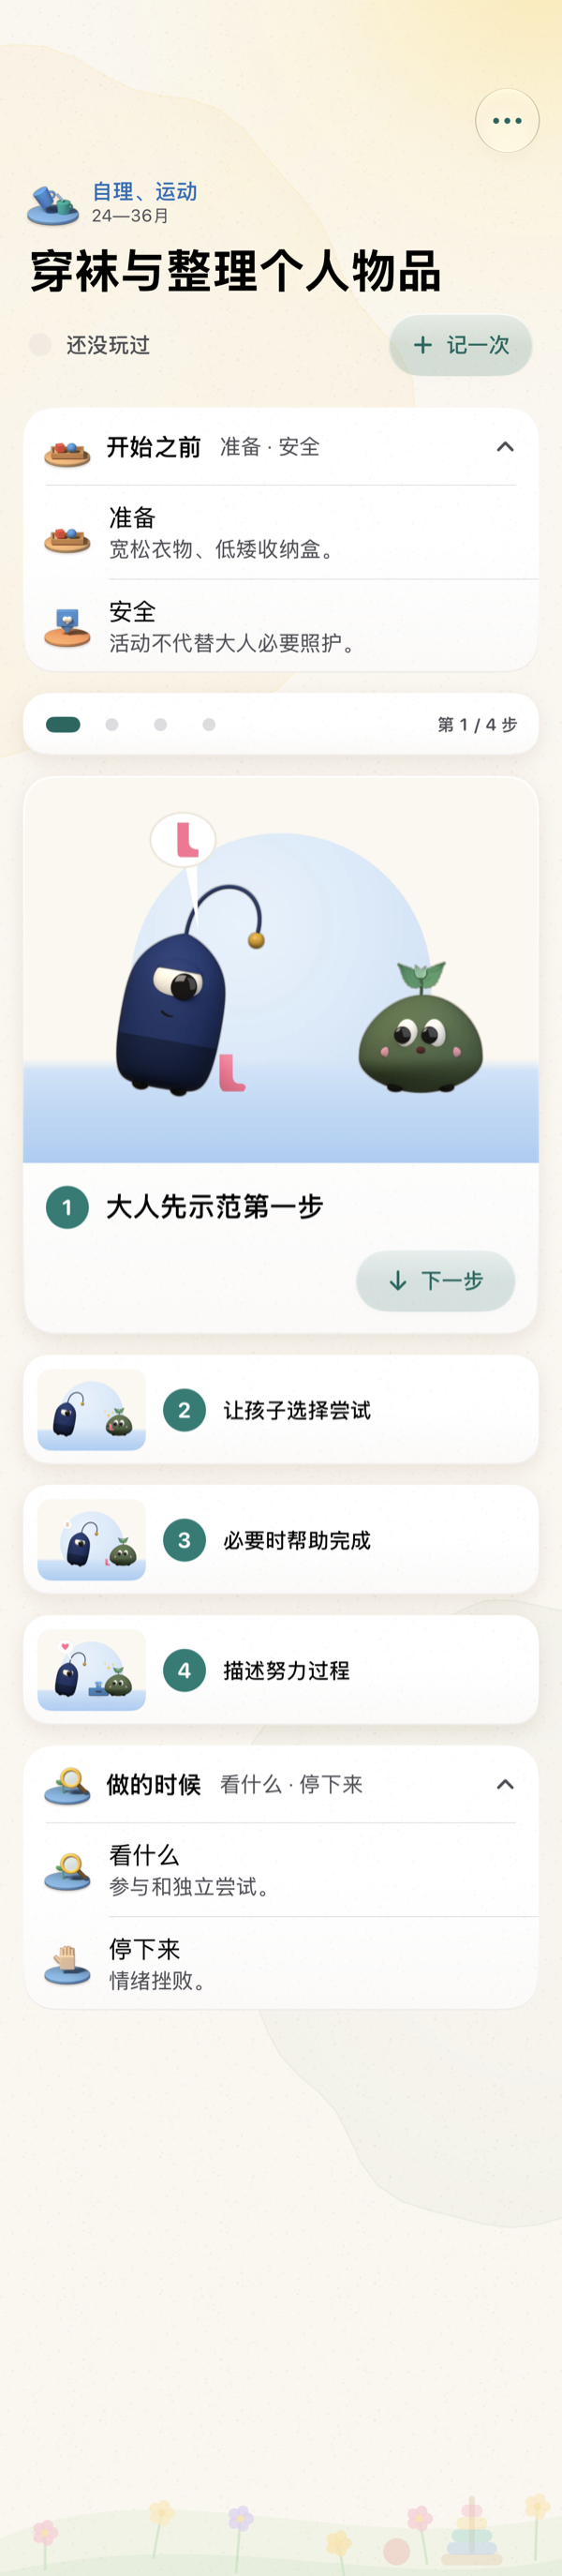 自理、运动
24—36月
穿袜与整理个人物品
还没玩过
记一次
开始之前 准备 · 安全
准备
宽松衣物、低矮收纳盒。
安全
活动不代替大人必要照护。
第 1 / 4 步
1 大人先示范第一步
下一步
2 让孩子选择尝试
3 必要时帮助完成
4 描述努力过程
做的时候 看什么 · 停下来
看什么
参与和独立尝试。
停下来
情绪挫败。